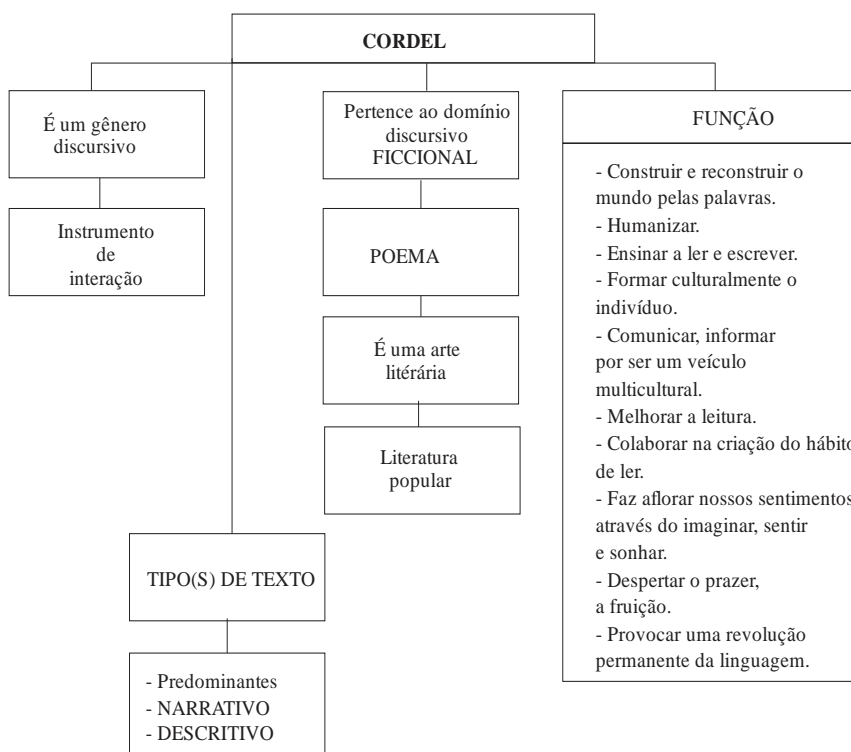 CORDEL
É um gênero
discursivo
Instrumento
de
interação
Pertence ao domínio
discursivo
FICCIONAL
POEMA
É uma arte
litérária
Literatura
popular
TIPO(S) DE TEXTO
- Predominantes
- NARRATIVO
- DESCRITIVO
FUNÇÃO
- Construir e reconstruir o
mundo pelas palavras.
- Humanizar.
- Ensinar a ler e escrever.
- Formar culturalmente o
indivíduo.
- Comunicar, informar
por ser um veículo
multicultural.
- Melhorar a leitura.
- Colaborar na criação do hábito
de ler.
- Faz aflorar nossos sentimentos
através do imaginar, sentir
e sonhar.
- Despertar o prazer,
a fruição.
- Provocar uma revolução
permanente da linguagem.